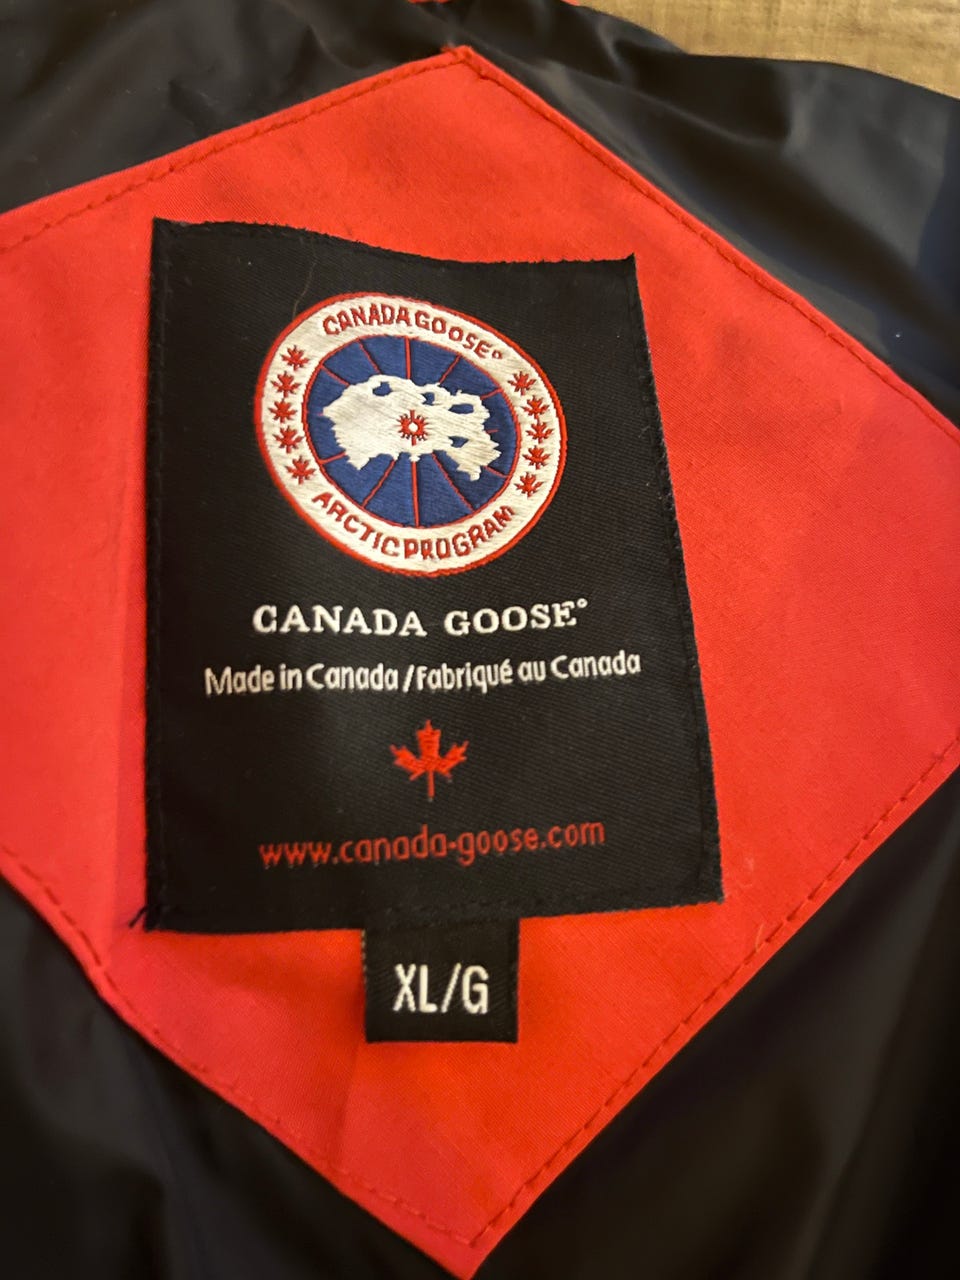 CANADA GOOSE®
ARCTIC PROGRAM
CANADA GOOSE®
Made in Canada/Fabriqué au Canada
www.canada-goose.com
XL/G